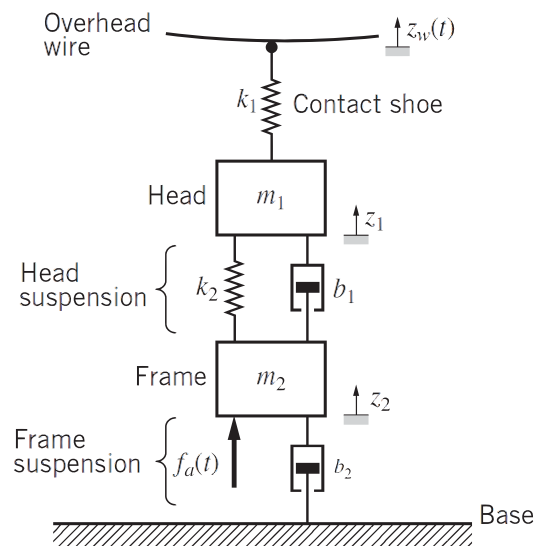 Overhead
wire
z_w(t)
k_1
Contact shoe
Head
m_1
z_1
Head
suspension
k_2
b_1
Frame
m_2
z_2
Frame
suspension
f_a(t)
b_2
Base